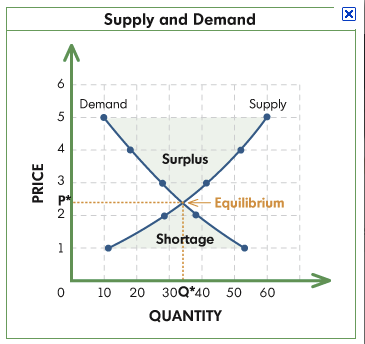 Supply and Demand
6
Demand Supply
5
4
Surplus
3
PRICE
P*
Equilibrium
2
Shortage
1
0 10 20 30 Q* 40 50 60
QUANTITY